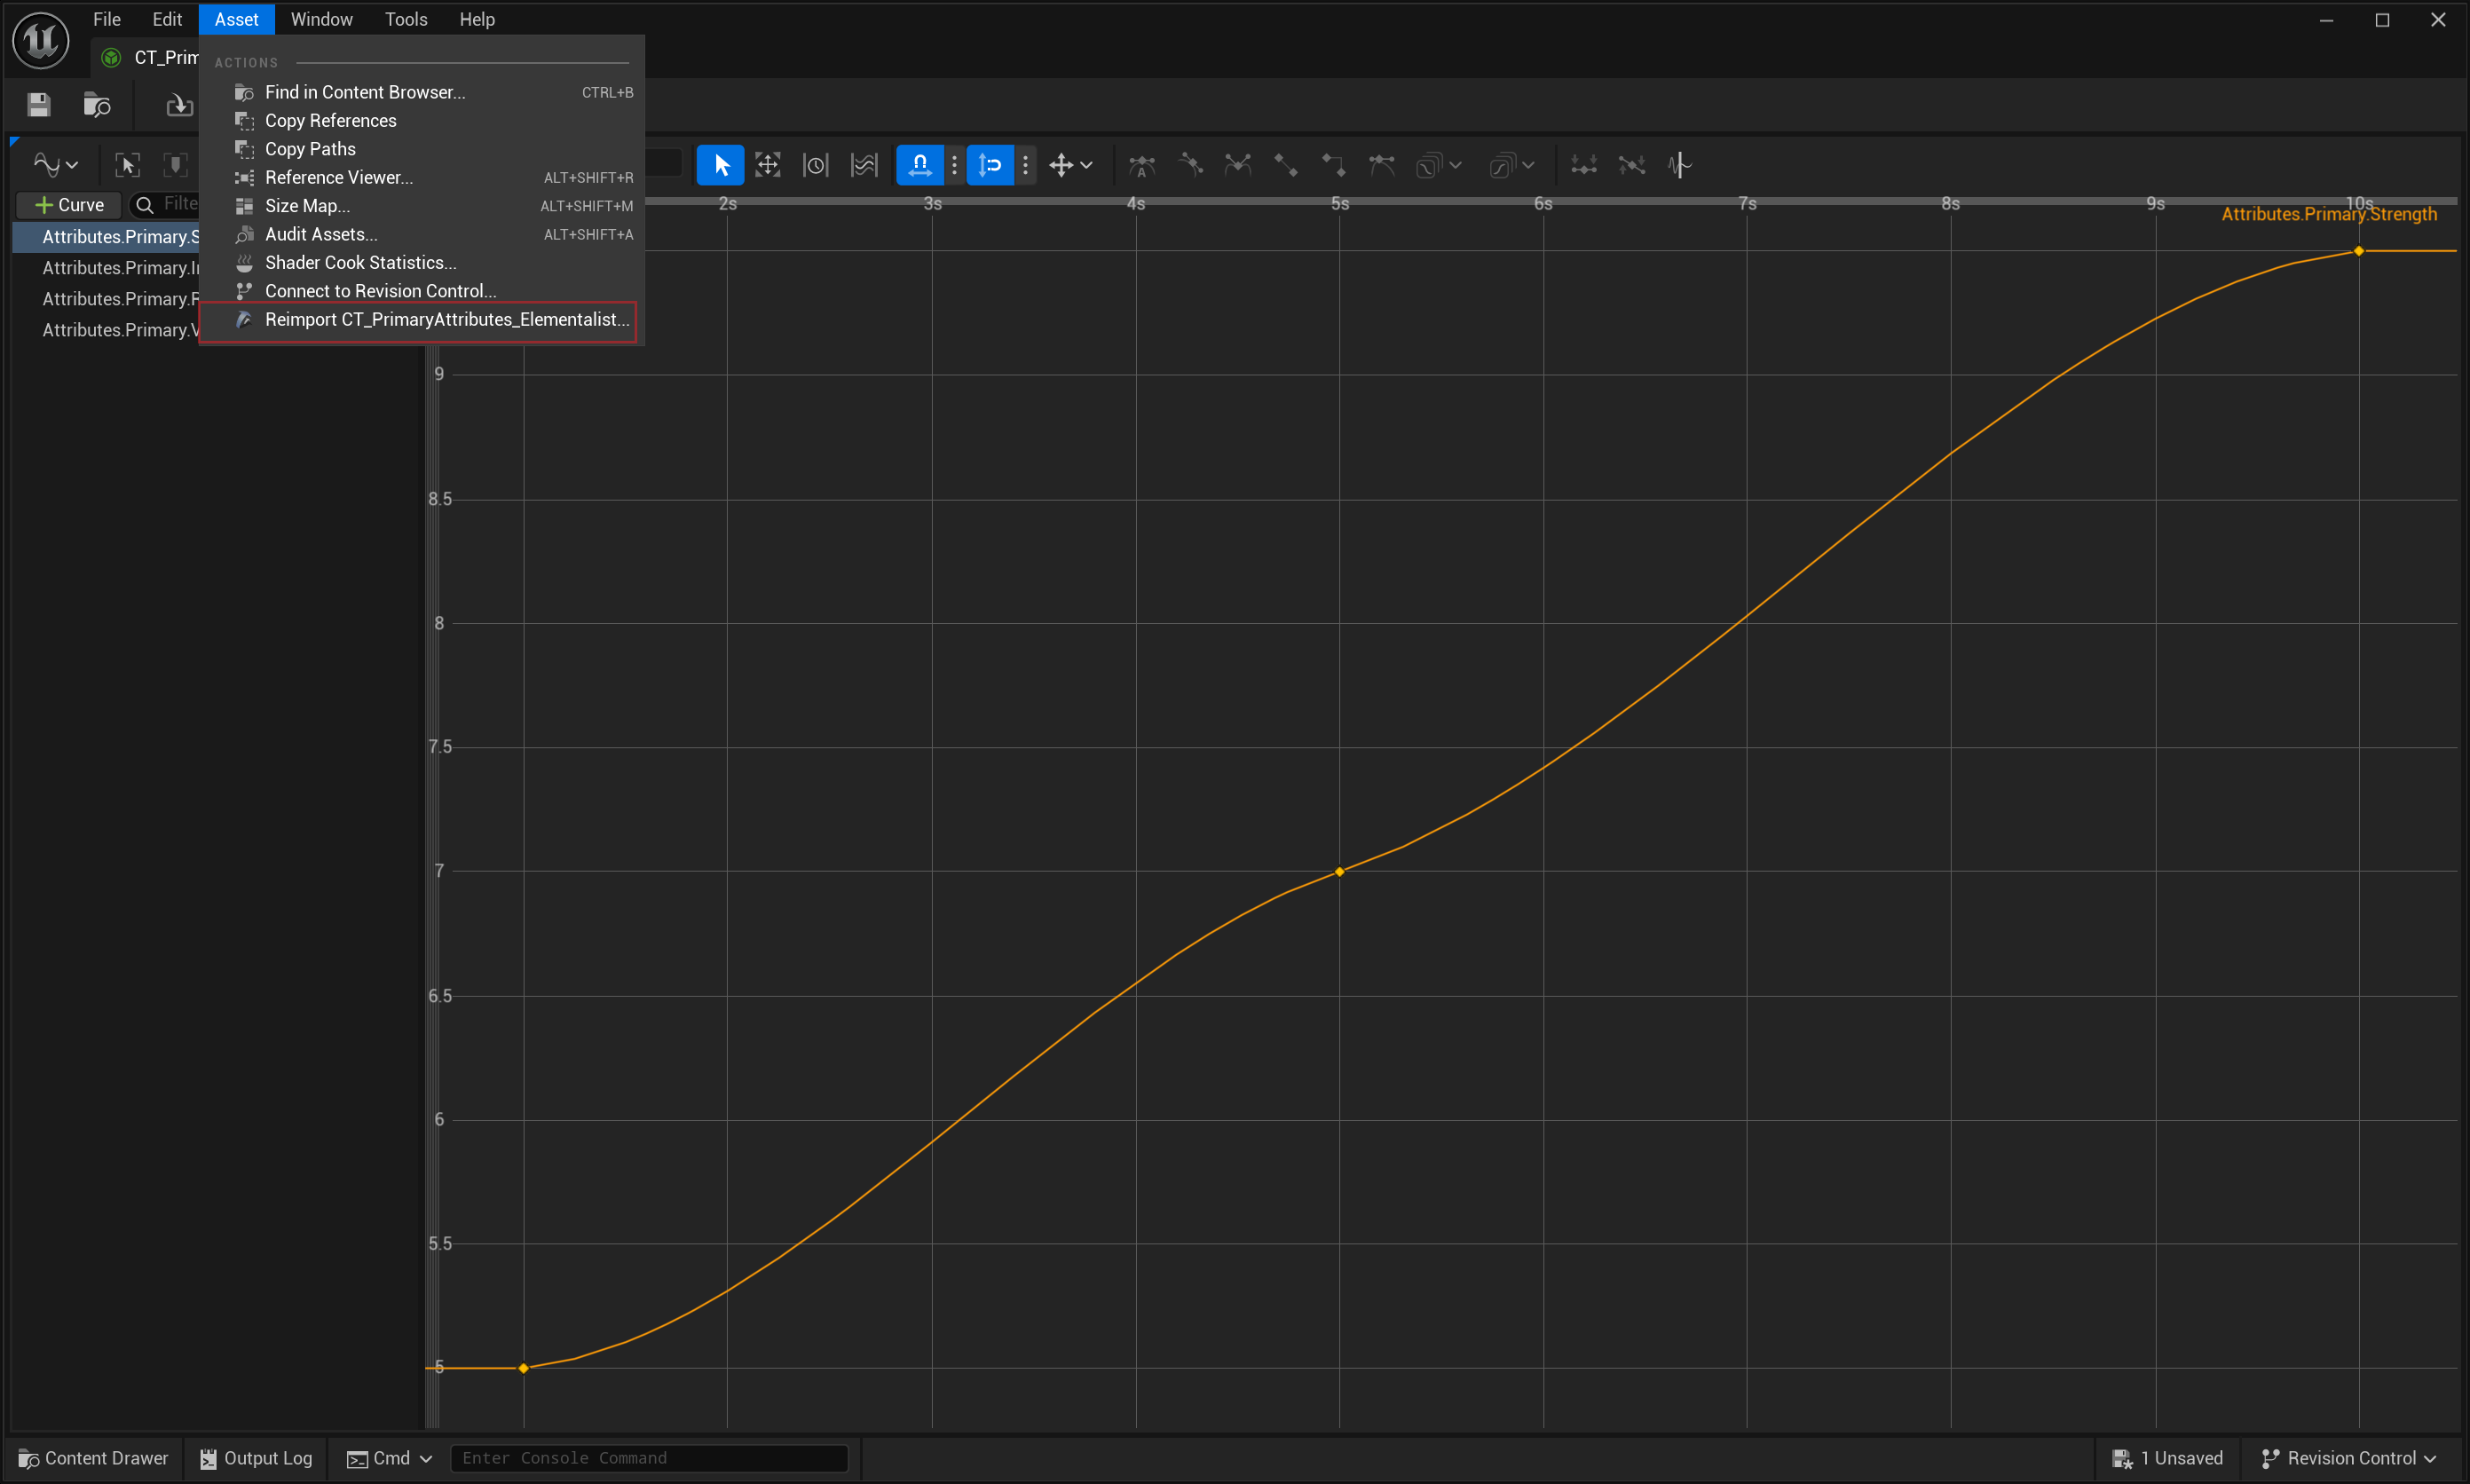 File Edit Asset Window Tools Help
CT_Prim
ACTIONS
Find in Content Browser... CTRL+B
Copy References
Copy Paths
Reference Viewer... ALT+SHIFT+R
Size Map... ALT+SHIFT+M
Audit Assets... ALT+SHIFT+A
Shader Cook Statistics...
Connect to Revision Control...
Reimport CT_PrimaryAttributes_Elementalist...
Curve Filte
Attributes.Primary.S
Attributes.Primary.I
Attributes.Primary.R
Attributes.Primary.V
2s 3s 4s 5s 6s 7s 8s 9s 10s
Attributes.Primary.Strength
9
8.5
8
7.5
7
6.5
6
5.5
5
Content Drawer Output Log Cmd Enter Console Command 1 Unsaved Revision Control